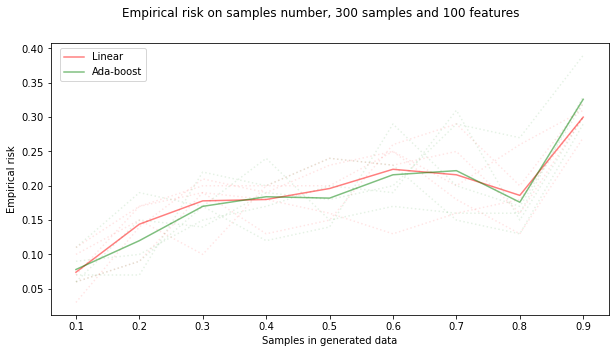 Empirical risk on samples number, 300 samples and 100 features
Linear
Ada-boost
Empirical risk
0.40
0.35
0.30
0.25
0.20
0.15
0.10
0.05
0.1 0.2 0.3 0.4 0.5 0.6 0.7 0.8 0.9
Samples in generated data